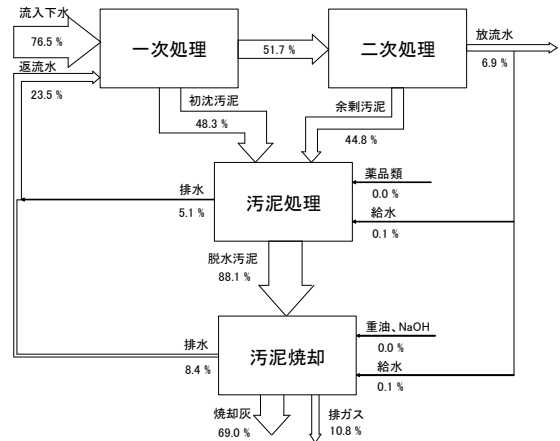 流入下水
76.5 %
一次処理
51.7 %
二次処理
放流水
6.9 %
返流水
23.5 %
初沈汚泥
48.3 %
余剰汚泥
44.8 %
排水
5.1 %
汚泥処理
薬品類
0.0 %
給水
0.1 %
脱水汚泥
88.1 %
排水
8.4 %
汚泥焼却
重油、NaOH
0.0 %
給水
0.1 %
焼却灰
69.0 %
排ガス
10.8 %